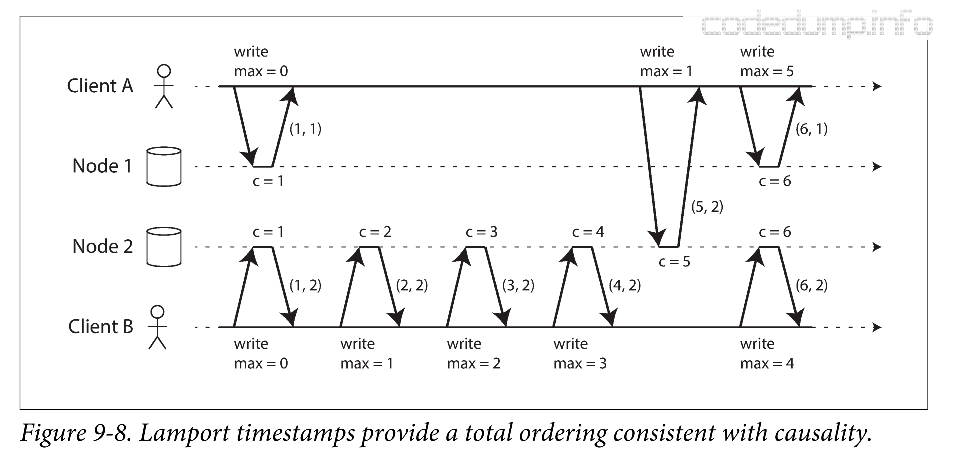 codedump.info
write
max = 0
write
max = 1
write
max = 5
Client A
(1, 1)
(6, 1)
Node 1
c = 1
c = 6
(5, 2)
Node 2
c = 1
c = 2
c = 3
c = 4
c = 5
c = 6
(1, 2)
(2, 2)
(3, 2)
(4, 2)
(6, 2)
Client B
write
max = 0
write
max = 1
write
max = 2
write
max = 3
write
max = 4
Figure 9-8. Lamport timestamps provide a total ordering consistent with causality.